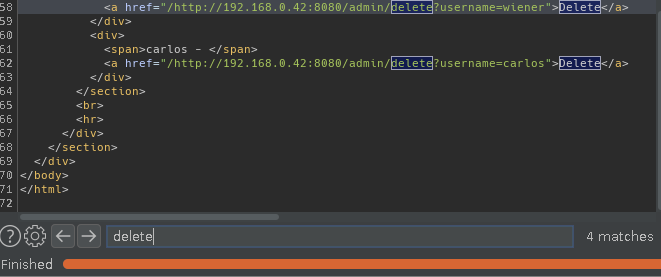 58 <a href="/http://192.168.0.42:8080/admin/delete?username=wiener">Delete</a>
59 </div>
60 <div>
61 <span>carlos - </span>
62 <a href="/http://192.168.0.42:8080/admin/delete?username=carlos">Delete</a>
63 </div>
64 </section>
65 <br>
66 <hr>
67 </div>
68 </section>
69 </div>
70 </body>
71 </html>
72
? delete 4 matches
Finished